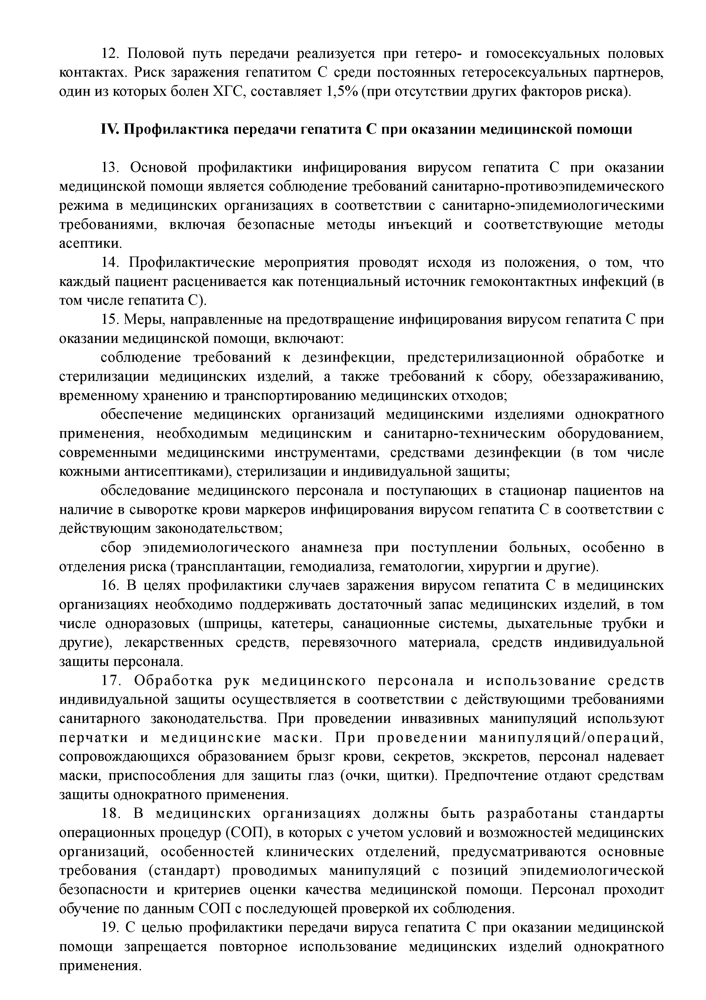 12. Половой путь передачи реализуется при гетеро- и гомосексуальных половых
контактах. Риск заражения гепатитом С среди постоянных гетеросексуальных партнеров,
один из которых болен ХГС, составляет 1,5% (при отсутствии других факторов риска).
IV. Профилактика передачи гепатита С при оказании медицинской помощи
13. Основой профилактики инфицирования вирусом гепатита С при оказании
медицинской помощи является соблюдение требований санитарно-противоэпидемического
режима в медицинских организациях в соответствии с санитарно-эпидемиологическими
требованиями, включая безопасные методы инъекций и соответствующие методы
асептики.
14. Профилактические мероприятия проводят исходя из положения, о том, что
каждый пациент расценивается как потенциальный источник гемоконтактных инфекций (в
том числе гепатита С).
15. Меры, направленные на предотвращение инфицирования вирусом гепатита С при
оказании медицинской помощи, включают:
соблюдение требований к дезинфекции, предстерилизационной обработке и
стерилизации медицинских изделий, а также требований к сбору, обеззараживанию,
временному хранению и транспортированию медицинских отходов;
обеспечение медицинских организаций медицинскими изделиями однократного
применения, необходимым медицинским и санитарно-техническим оборудованием,
современными медицинскими инструментами, средствами дезинфекции (в том числе
кожными антисептиками), стерилизации и индивидуальной защиты;
обследование медицинского персонала и поступающих в стационар пациентов на
наличие в сыворотке крови маркеров инфицирования вирусом гепатита С в соответствии с
действующим законодательством;
сбор эпидемиологического анамнеза при поступлении больных, особенно в
отделения риска (трансплантации, гемодиализа, гематологии, хирургии и другие).
16. В целях профилактики случаев заражения вирусом гепатита С в медицинских
организациях необходимо поддерживать достаточный запас медицинских изделий, в том
числе одноразовых (шприцы, катетеры, санационные системы, дыхательные трубки и
другие), лекарственных средств, перевязочного материала, средств индивидуальной
защиты персонала.
17. Обработка рук медицинского персонала и использование средств
индивидуальной защиты осуществляется в соответствии с действующими требованиями
санитарного законодательства. При проведении инвазивных манипуляций используют
перчатки и медицинские маски. При проведении манипуляций/операций,
сопровождающихся образованием брызг крови, секретов, экскретов, персонал надевает
маски, приспособления для защиты глаз (очки, щитки). Предпочтение отдают средствам
защиты однократного применения.
18. В медицинских организациях должны быть разработаны стандарты
операционных процедур (СОП), в которых с учетом условий и возможностей медицинских
организаций, особенностей клинических отделений, предусматриваются основные
требования (стандарт) проводимых манипуляций с позиций эпидемиологической
безопасности и критериев оценки качества медицинской помощи. Персонал проходит
обучение по данным СОП с последующей проверкой их соблюдения.
19. С целью профилактики передачи вируса гепатита С при оказании медицинской
помощи запрещается повторное использование медицинских изделий однократного
применения.